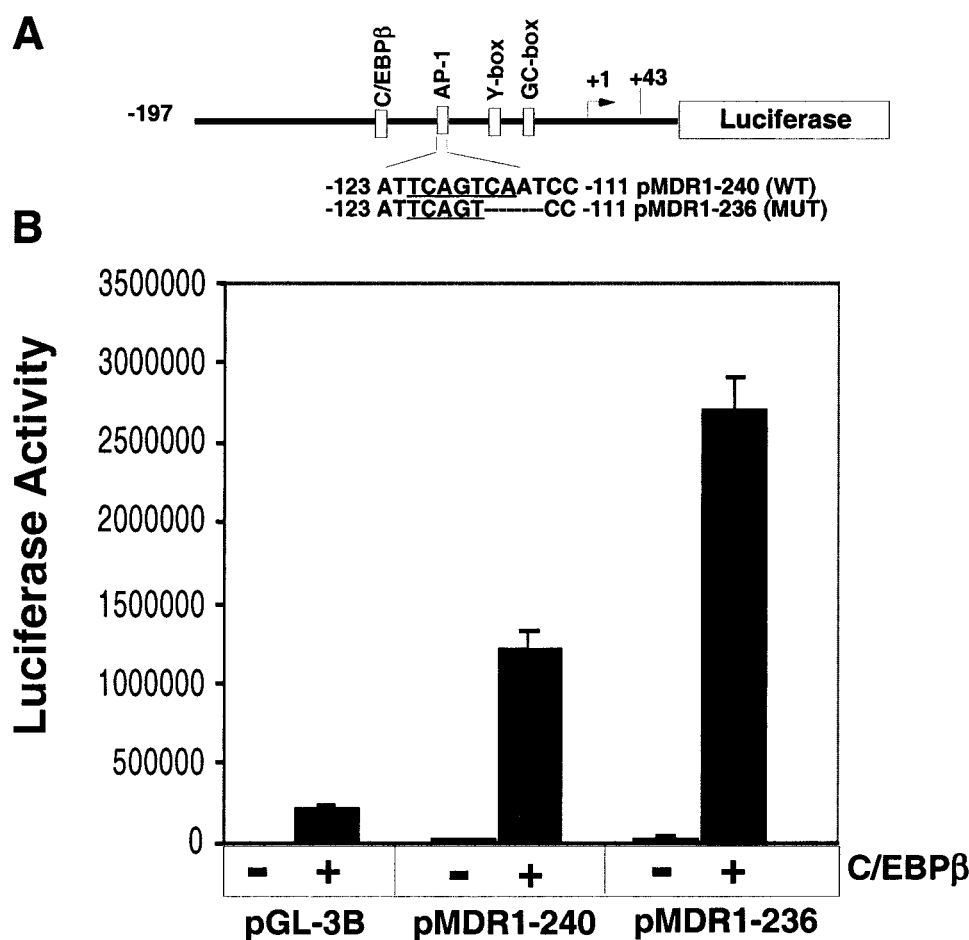 A
C/EBPβ
AP-1
Y-box
GC-box
+1
+43
-197
Luciferase
-123 ATTCAGTCAATCC -111 pMDR1-240 (WT)
-123 ATTCAGT------CC -111 pMDR1-236 (MUT)
B
Luciferase Activity
3500000
3000000
2500000
2000000
1500000
1000000
500000
0
- + - + - + C/EBPβ
pGL-3B pMDR1-240 pMDR1-236